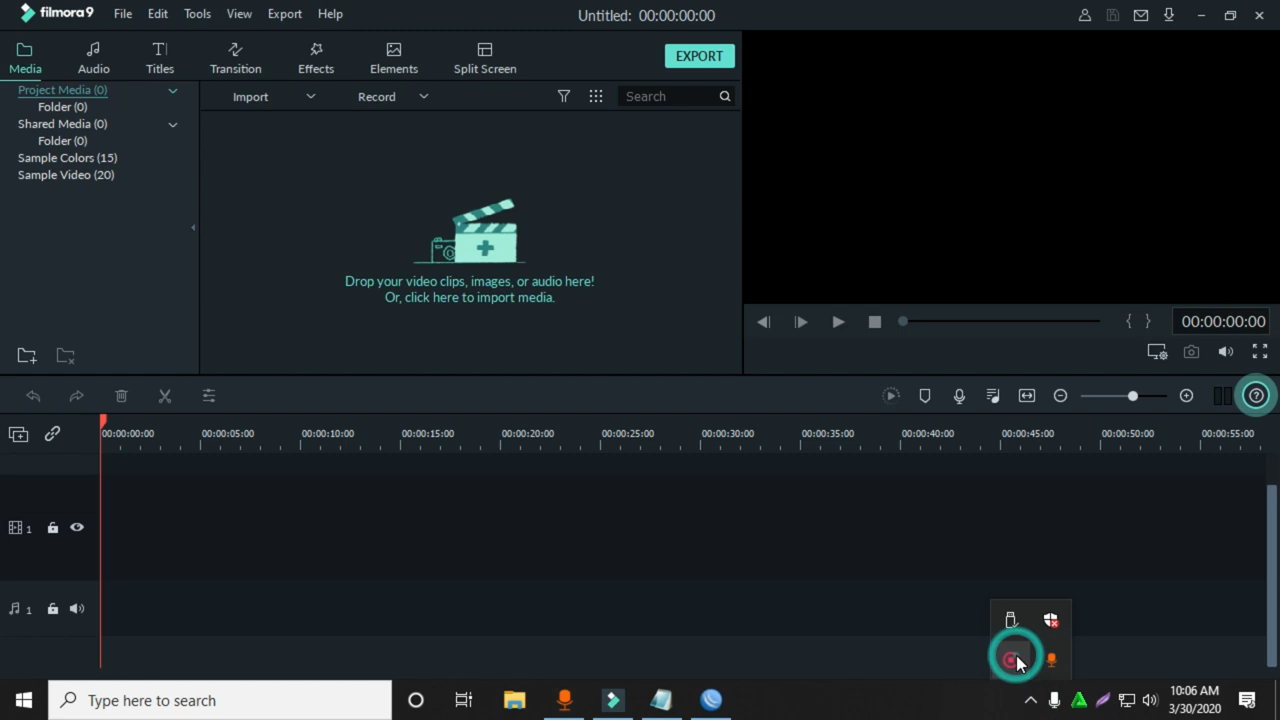 filmora9 File Edit Tools View Export Help Untitled: 00:00:00:00
Media Audio Titles Transition Effects Elements Split Screen EXPORT
Project Media (0) Import Record Search
Folder (0)
Shared Media (0)
Folder (0)
Sample Colors (15)
Sample Video (20)
Drop your video clips, images, or audio here!
Or, click here to import media.
00:00:00:00
00:00:00:00 00:00:05:00 00:00:10:00 00:00:15:00 00:00:20:00 00:00:25:00 00:00:30:00 00:00:35:00 00:00:40:00 00:00:45:00 00:00:50:00 00:00:55:00
1
1
Type here to search 10:06 AM
3/30/2020